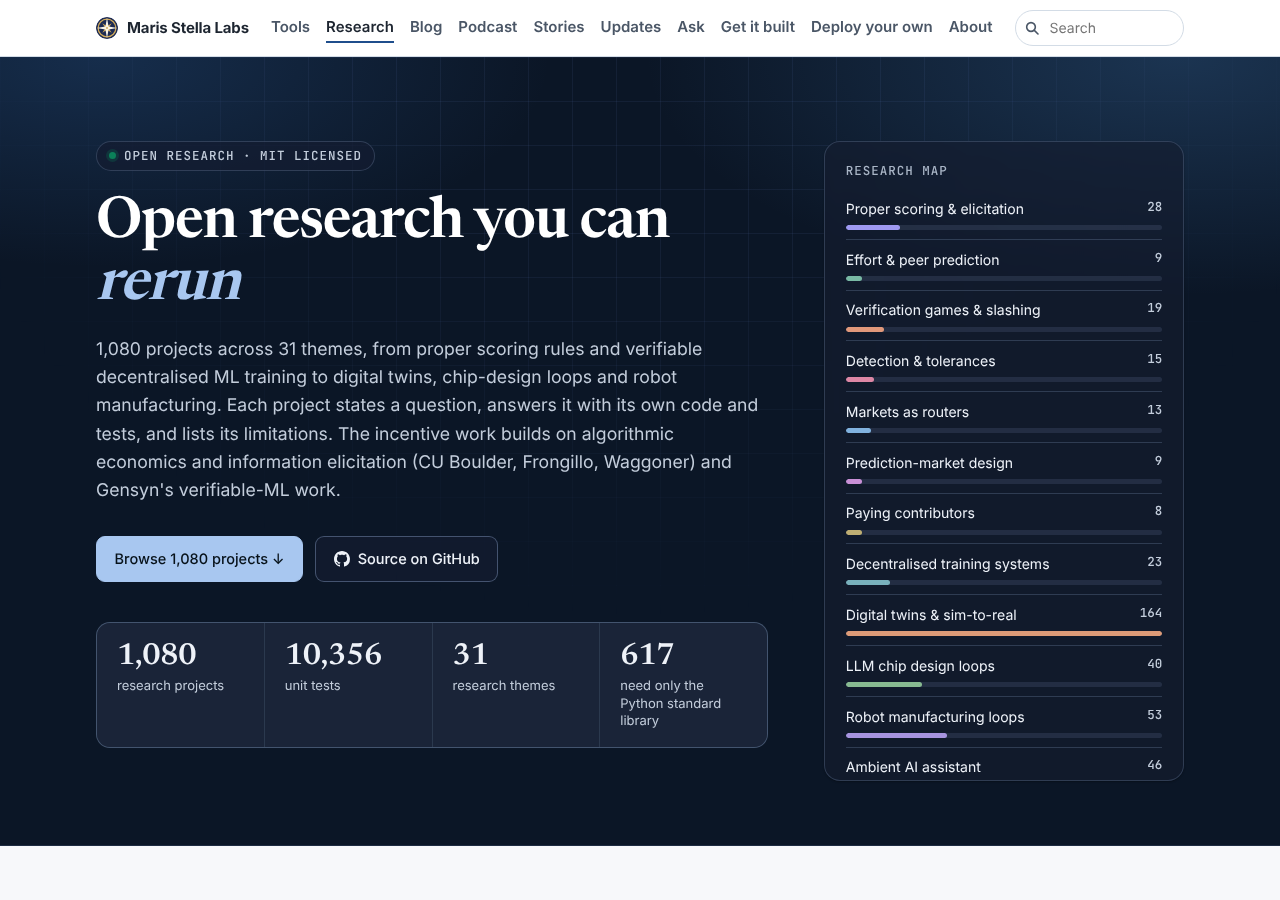 Maris Stella Labs
Tools
Research
Blog
Podcast
Stories
Updates
Ask
Get it built
Deploy your own
About
Search
OPEN RESEARCH · MIT LICENSED
Open research you can
rerun
1,080 projects across 31 themes, from proper scoring rules and verifiable
decentralised ML training to digital twins, chip-design loops and robot
manufacturing. Each project states a question, answers it with its own code and
tests, and lists its limitations. The incentive work builds on algorithmic
economics and information elicitation (CU Boulder, Frongillo, Waggoner) and
Gensyn's verifiable-ML work.
Browse 1,080 projects ↓
Source on GitHub
1,080
research projects
10,356
unit tests
31
research themes
617
need only the
Python standard
library
RESEARCH MAP
Proper scoring & elicitation 28
Effort & peer prediction 9
Verification games & slashing 19
Detection & tolerances 15
Markets as routers 13
Prediction-market design 9
Paying contributors 8
Decentralised training systems 23
Digital twins & sim-to-real 164
LLM chip design loops 40
Robot manufacturing loops 53
Ambient AI assistant 46